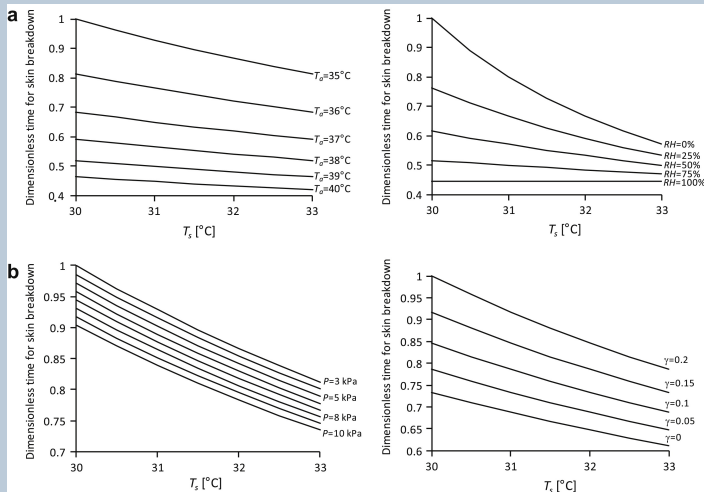 a
Dimensionless time for skin breakdown
1
0.9
0.8
0.7
0.6
0.5
0,4
30
31
32
33
Ts [°C]
Ta=35°C
Ta=36°C
Ta=37°C
Ta=38°C
Ta=39°C
Ta=40°C
Dimensionless time for skin breakdown
1
0.9
0.8
0.7
0.6
0.5
0.4
30
31
32
33
Ts [°C]
RH=0%
RH=25%
RH=50%
RH=75%
RH=100%
b
Dimensionless time for skin breakdown
1
0.95
0.9
0.85
0.8
0.75
0.7
30
31
32
33
Ts [°C]
P=3 kPa
P=5 kPa
P=8 kPa
P=10 kPa
Dimensionless time for skin breakdown
1
0.95
0.9
0.85
0.8
0.75
0.7
0.65
0.6
30
31
32
33
Ts [°C]
γ=0.2
γ=0.15
γ=0.1
γ=0.05
γ=0